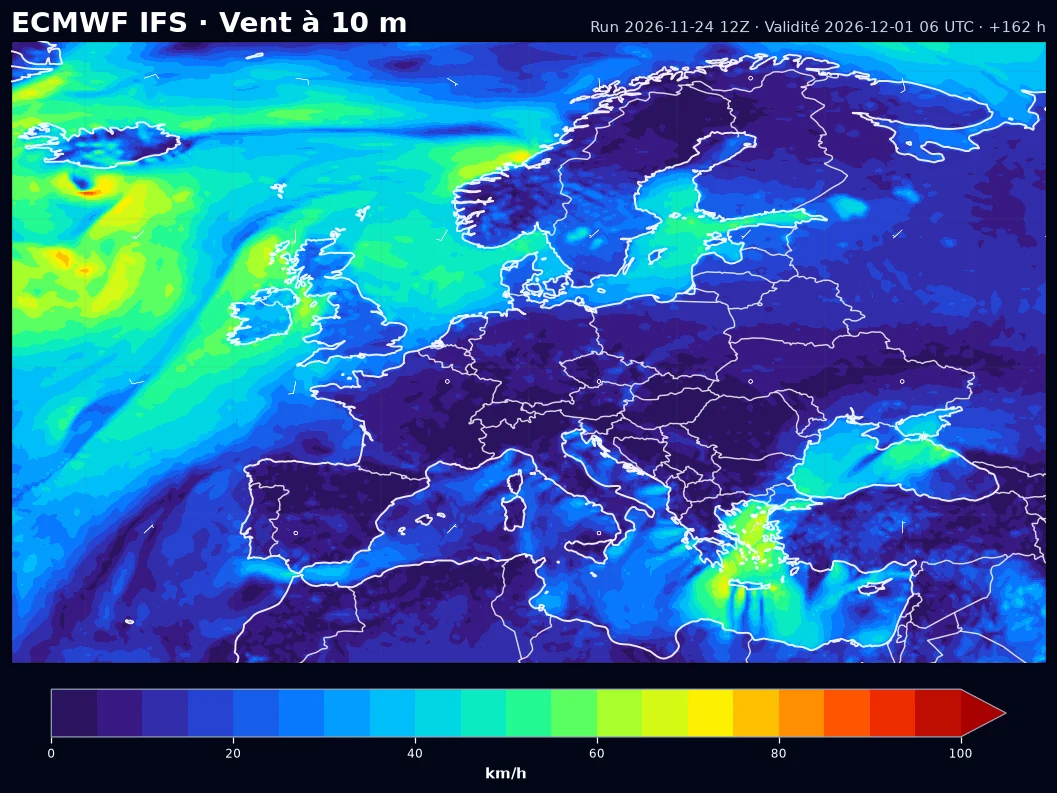 ECMWF IFS · Vent à 10 m
Run 2026-11-24 12Z · Validité 2026-12-01 06 UTC · +162 h
0 20 40 60 80 100
km/h